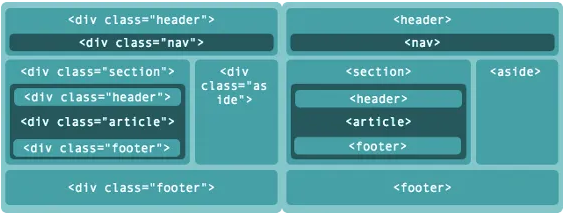 <div class="header">
<div class="nav">
<div class="section">
<div class="header">
<div class="article">
<div class="footer">
<div
class="as
ide">
<div class="footer">
<header>
<nav>
<section>
<header>
<article>
<footer>
<aside>
<footer>